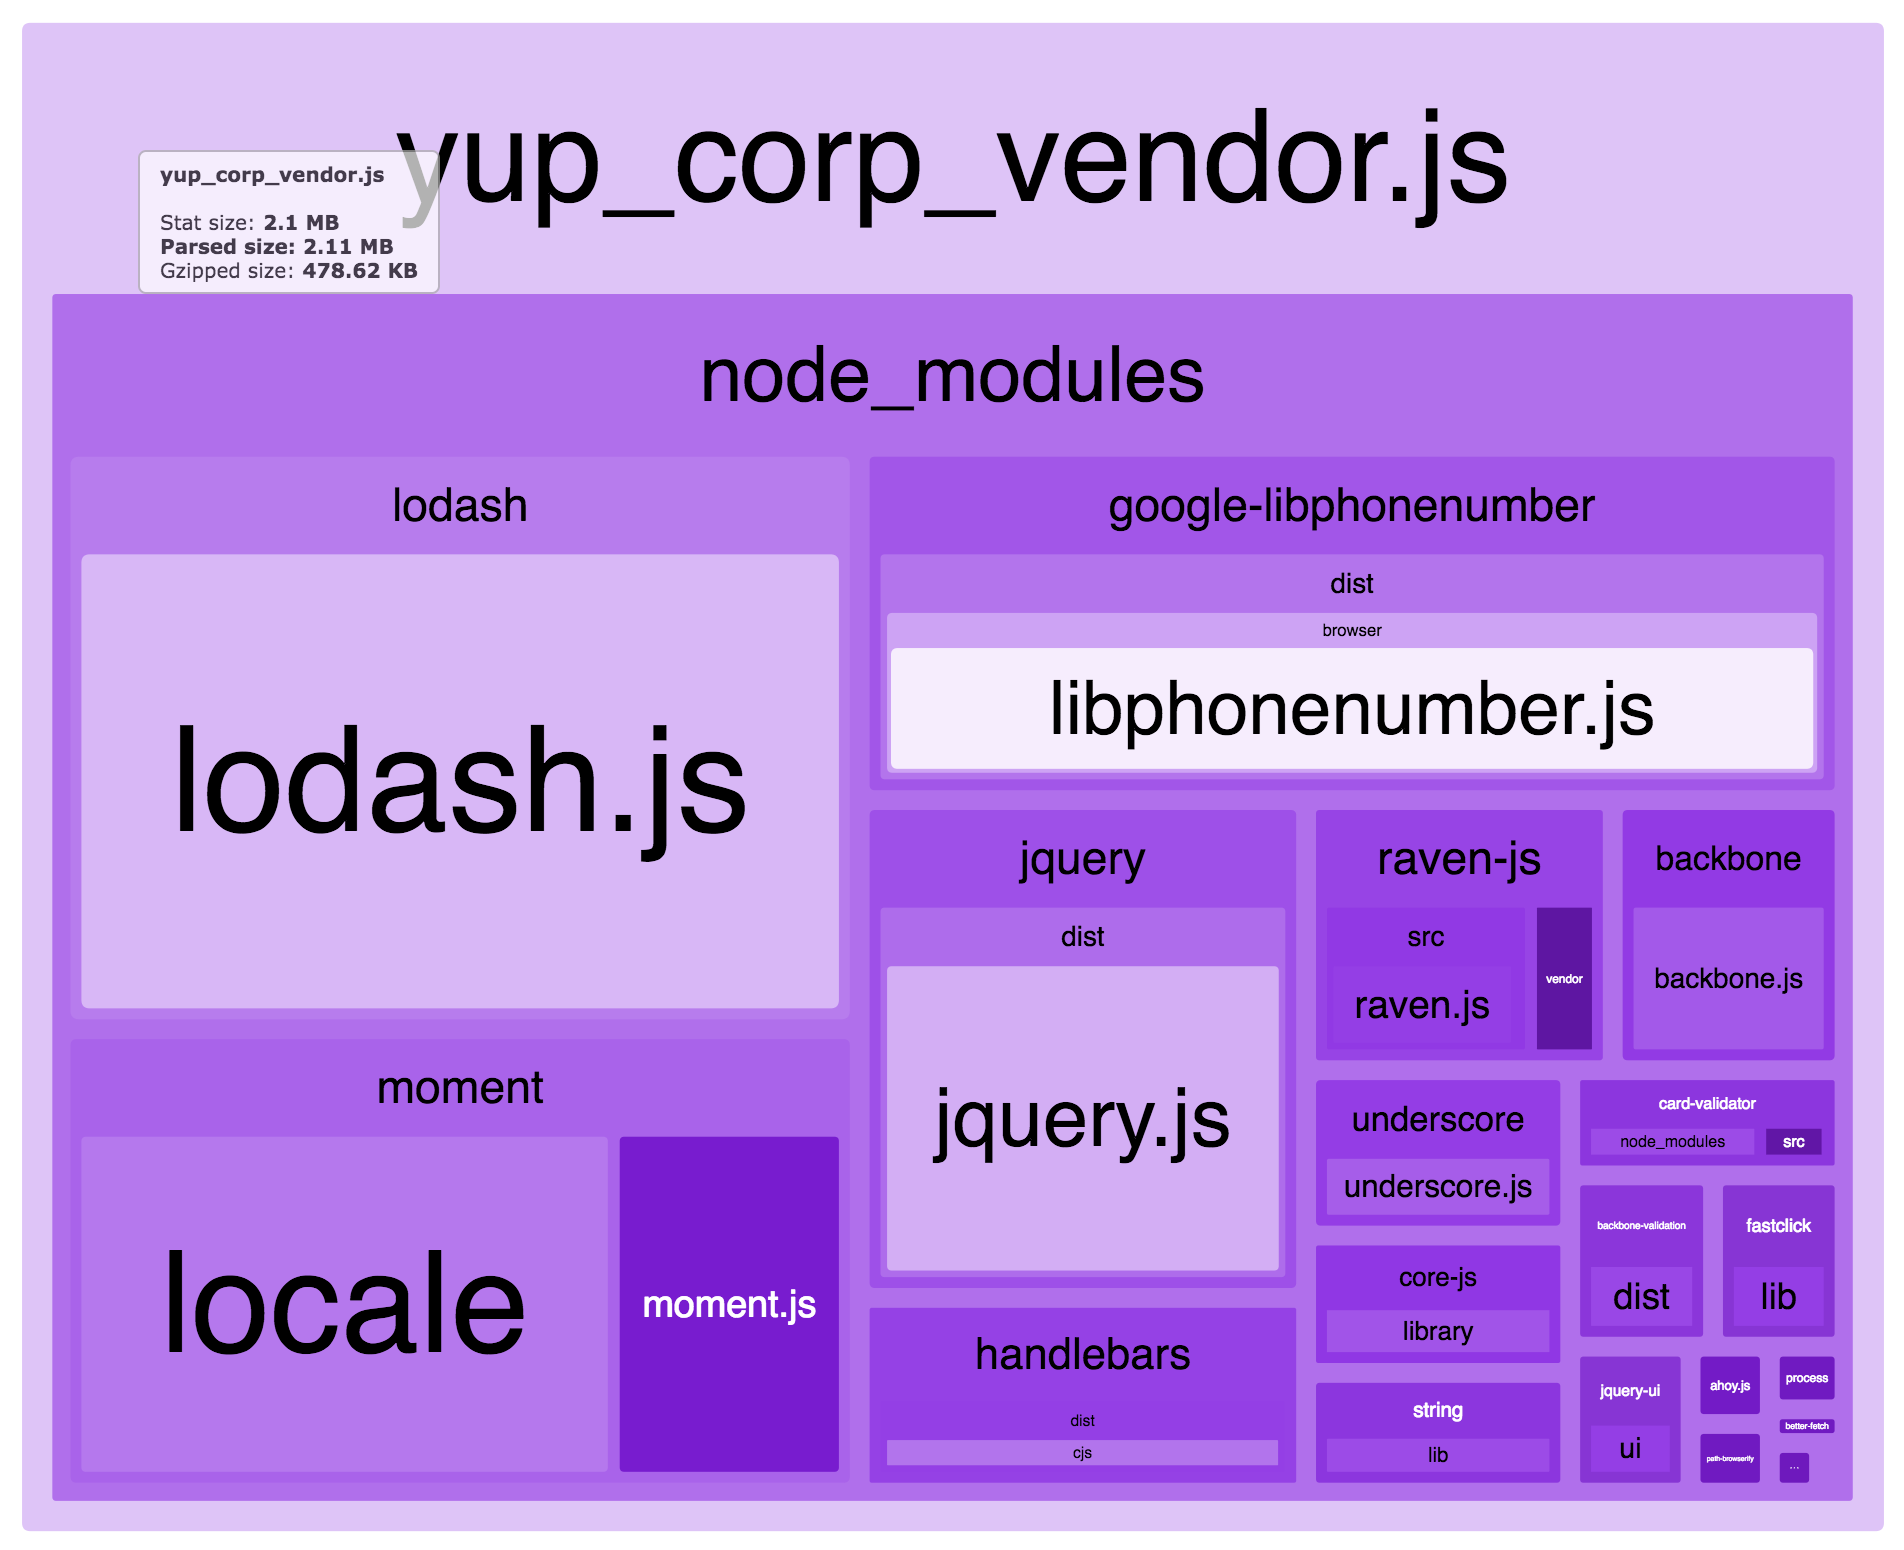 yup_corp_vendor.js
yup_corp_vendor.js
Stat size: 2.1 MB
Parsed size: 2.11 MB
Gzipped size: 478.62 KB
node_modules
lodash
lodash.js
moment
locale
moment.js
google-libphonenumber
dist
browser
libphonenumber.js
jquery
dist
jquery.js
handlebars
dist
cjs
raven-js
src
raven.js
vendor
backbone
backbone.js
underscore
underscore.js
core-js
library
string
lib
card-validator
node_modules
src
backbone-validation
dist
fastclick
lib
jquery-ui
ui
ahoy.js
path-browserify
process
better-fetch
...